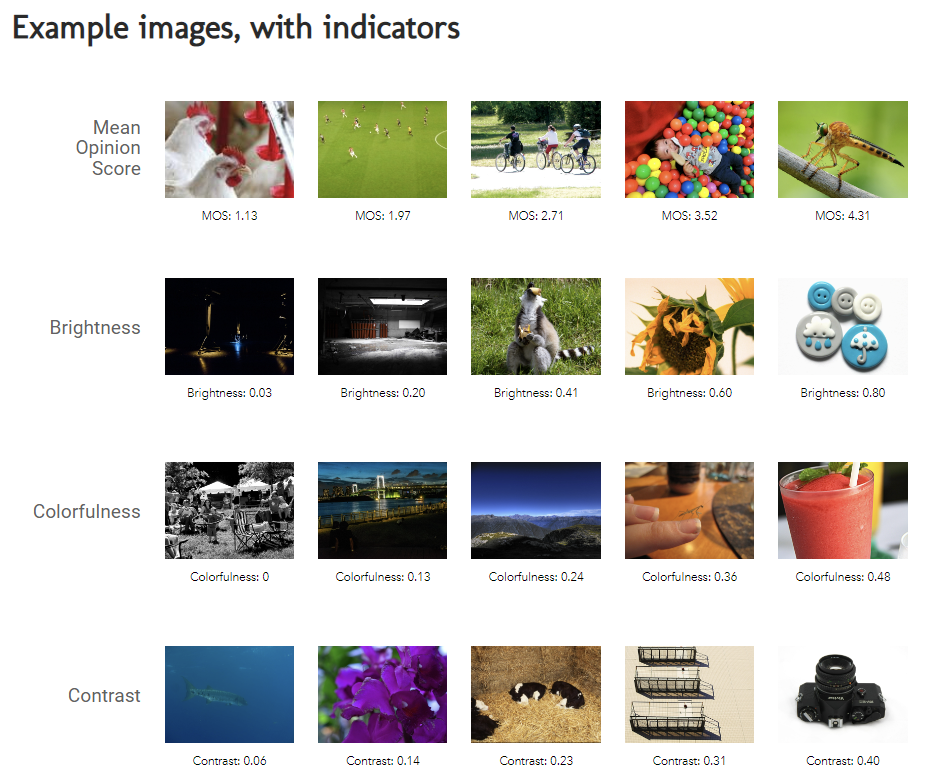 Example images, with indicators
Mean
Opinion
Score
MOS: 1.13
MOS: 1.97
MOS: 2.71
MOS: 3.52
MOS: 4.31
Brightness
Brightness: 0.03
Brightness: 0.20
Brightness: 0.41
Brightness: 0.60
Brightness: 0.80
Colorfulness
Colorfulness: 0
Colorfulness: 0.13
Colorfulness: 0.24
Colorfulness: 0.36
Colorfulness: 0.48
Contrast
Contrast: 0.06
Contrast: 0.14
Contrast: 0.23
Contrast: 0.31
Contrast: 0.40